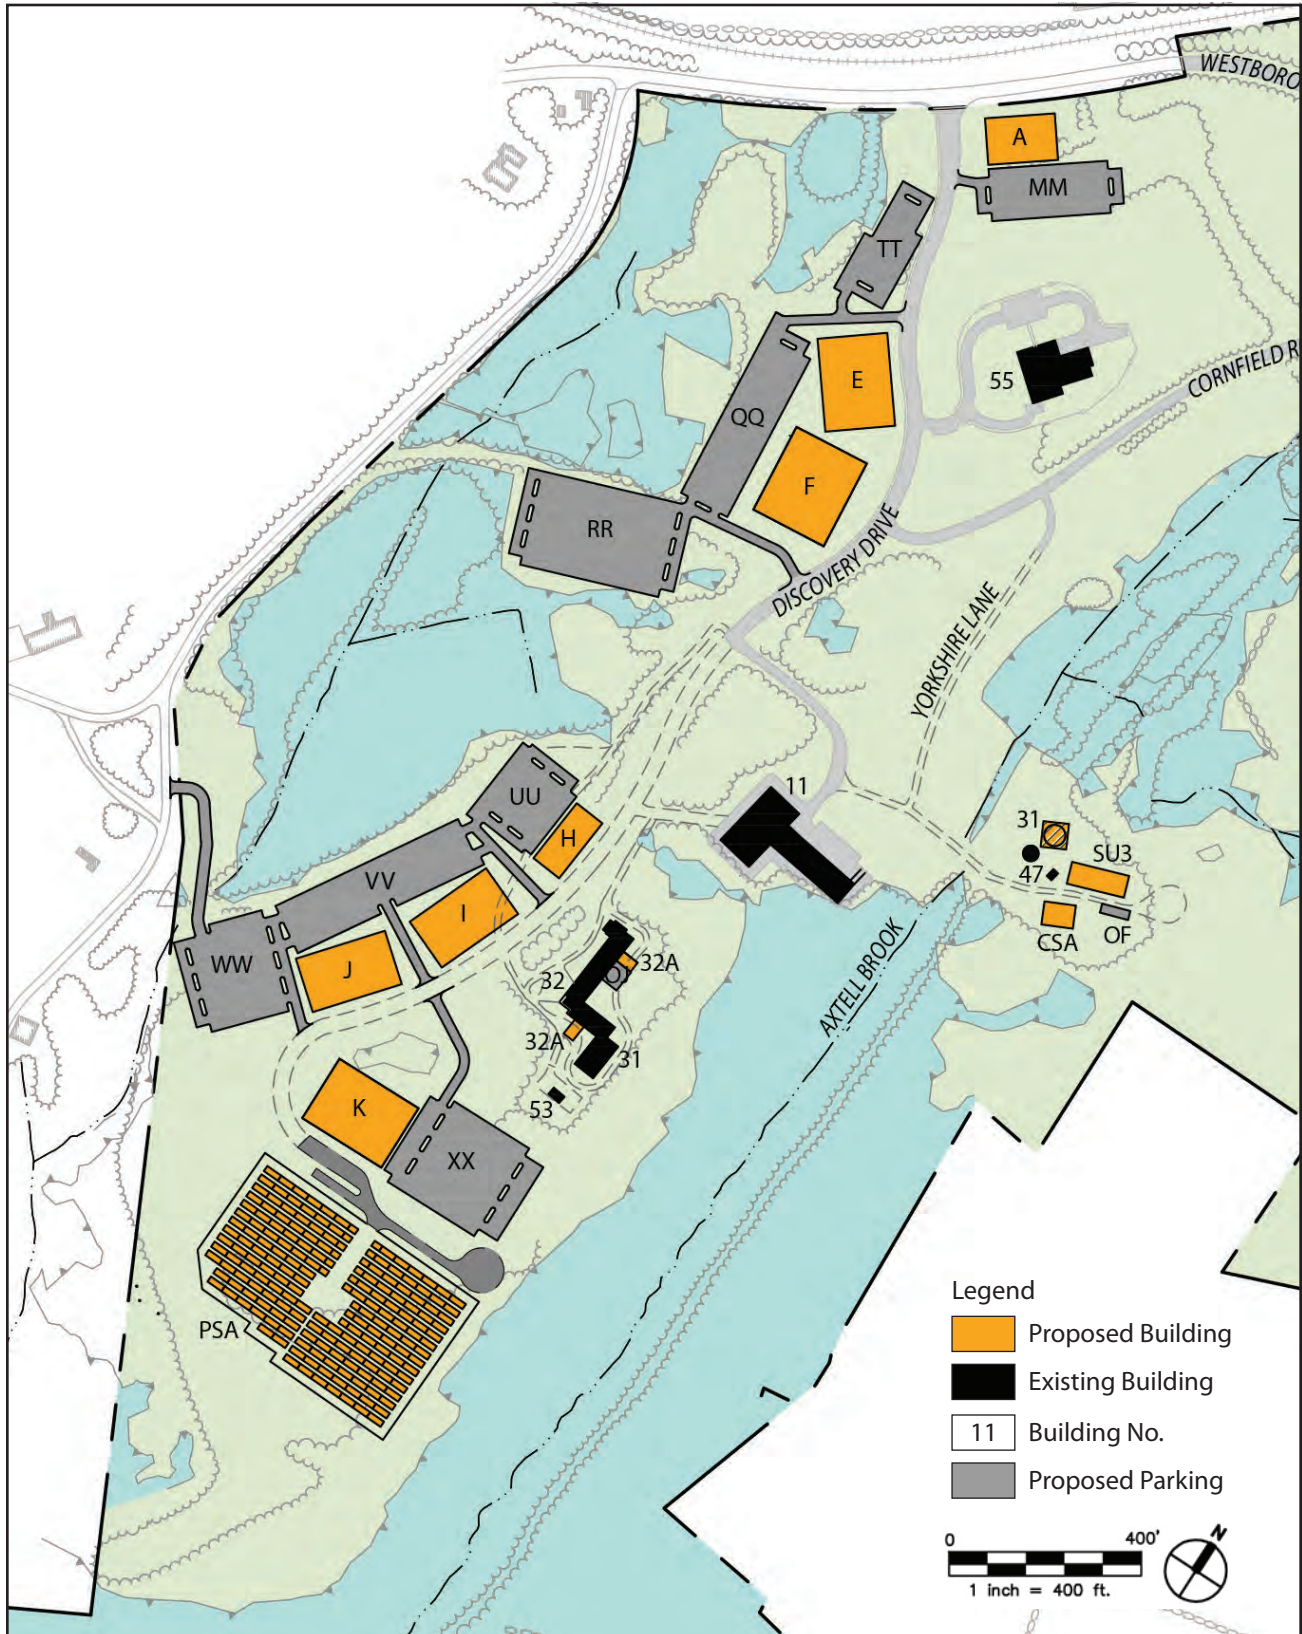 WESTBORO
A
MM
TT
E
55
CORNFIELD R
QQ
F
RR
DISCOVERY DRIVE
YORKSHIRE LANE
UU
11
H
31
SU3
VV
47
I
CSA
OF
WW
J
32
32A
AXTELL BROOK
32A
31
K
53
XX
PSA
Legend
Proposed Building
Existing Building
11 Building No.
Proposed Parking
0 400'
N
1 inch = 400 ft.